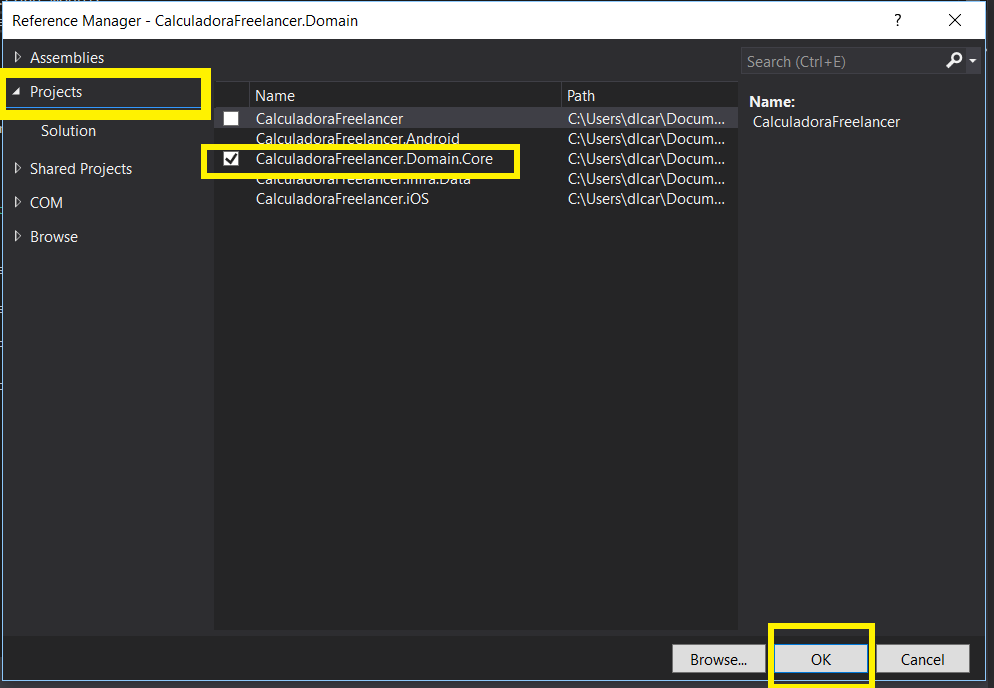 Reference Manager - CalculadoraFreelancer.Domain
?
Assemblies
Search (Ctrl+E)
Projects
Solution
Shared Projects
COM
Browse
Name Path
CalculadoraFreelancer C:\Users\dlcar\Docum...
CalculadoraFreelancer.Android C:\Users\dlcar\Docum...
CalculadoraFreelancer.Domain.Core C:\Users\dlcar\Docum...
CalculadoraFreelancer.Infra.Data C:\Users\dlcar\Docum...
CalculadoraFreelancer.iOS C:\Users\dlcar\Docum...
Name:
CalculadoraFreelancer
Browse... OK Cancel